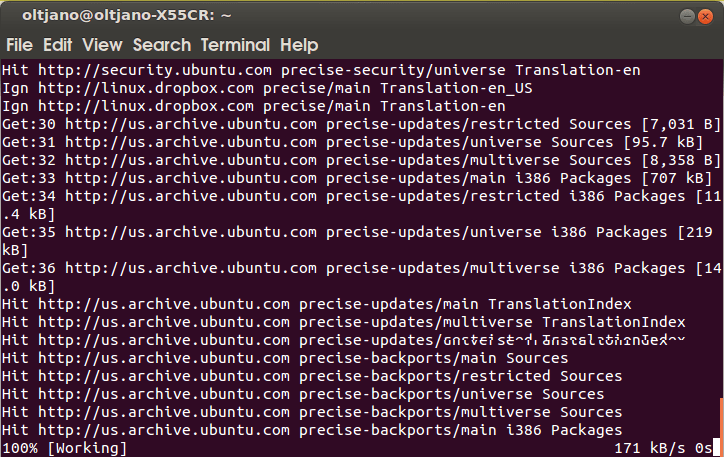 oltjano@oltjano-X55CR: ~
File Edit View Search Terminal Help
Hit http://security.ubuntu.com precise-security/universe Translation-en
Ign http://linux.dropbox.com precise/main Translation-en_US
Ign http://linux.dropbox.com precise/main Translation-en
Get:30 http://us.archive.ubuntu.com precise-updates/restricted Sources [7,031 B]
Get:31 http://us.archive.ubuntu.com precise-updates/universe Sources [95.7 kB]
Get:32 http://us.archive.ubuntu.com precise-updates/multiverse Sources [8,358 B]
Get:33 http://us.archive.ubuntu.com precise-updates/main i386 Packages [707 kB]
Get:34 http://us.archive.ubuntu.com precise-updates/restricted i386 Packages [11
.4 kB]
Get:35 http://us.archive.ubuntu.com precise-updates/universe i386 Packages [219
kB]
Get:36 http://us.archive.ubuntu.com precise-updates/multiverse i386 Packages [14
.0 kB]
Hit http://us.archive.ubuntu.com precise-updates/main TranslationIndex
Hit http://us.archive.ubuntu.com precise-updates/multiverse TranslationIndex
Hit http://us.archive.ubuntu.com precise-updates/
Hit http://us.archive.ubuntu.com precise-backports/main Sources
Hit http://us.archive.ubuntu.com precise-backports/restricted Sources
Hit http://us.archive.ubuntu.com precise-backports/universe Sources
Hit http://us.archive.ubuntu.com precise-backports/multiverse Sources
Hit http://us.archive.ubuntu.com precise-backports/main i386 Packages
100% [Working] 171 kB/s 0s